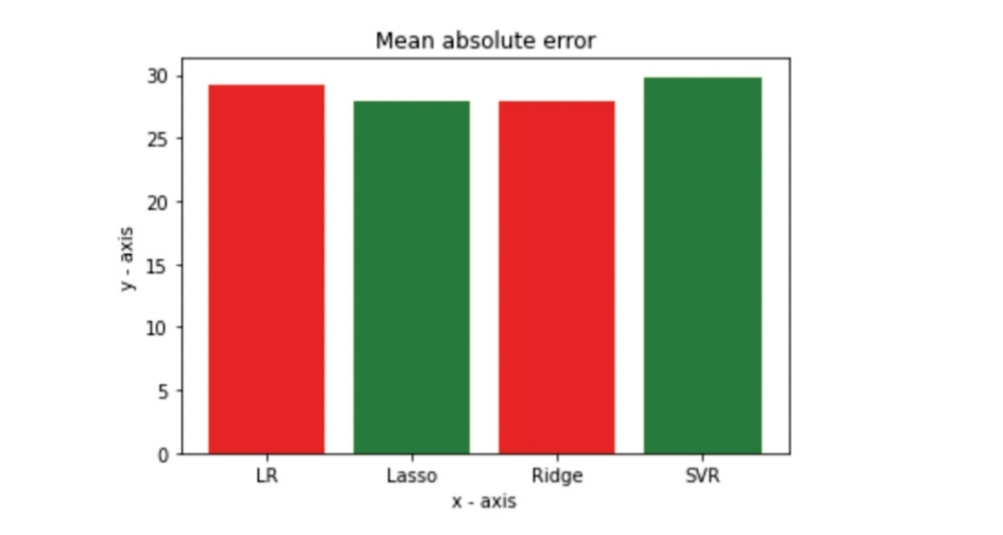 Mean absolute error
30
25
20
15
10
5
0
y - axis
LR Lasso Ridge SVR
x - axis